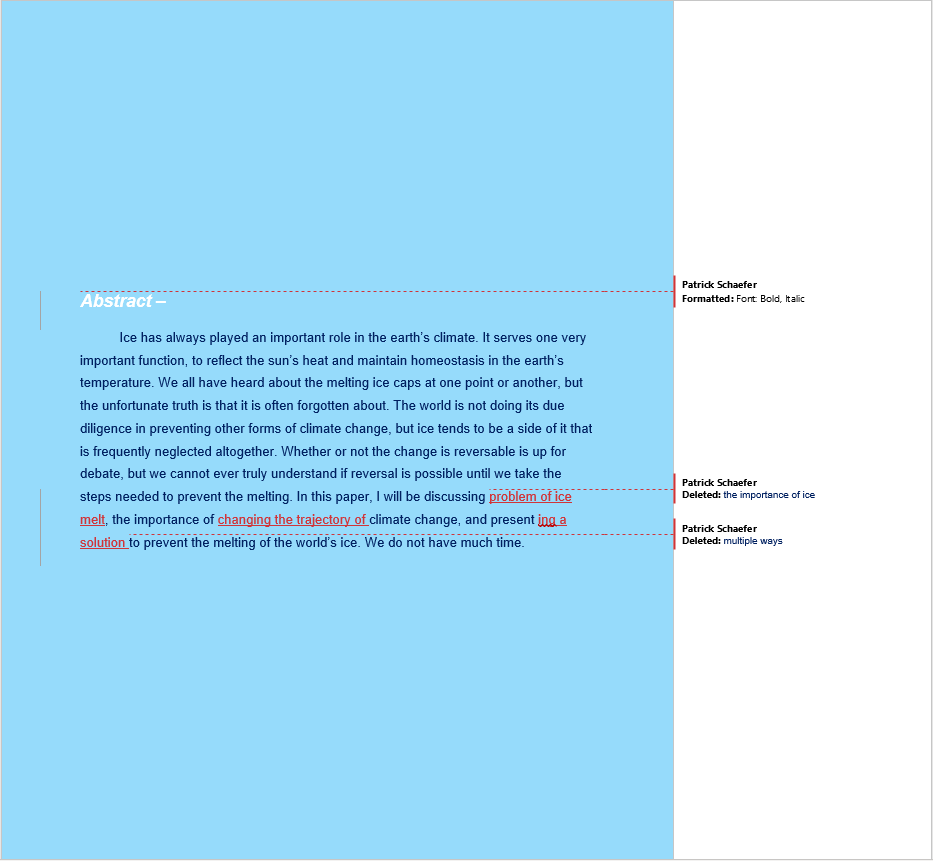 Patrick Schaefer
Formatted: Font: Bold, Italic
Abstract –
Ice has always played an important role in the earth's climate. It serves one very
important function, to reflect the sun's heat and maintain homeostasis in the earth's
temperature. We all have heard about the melting ice caps at one point or another, but
the unfortunate truth is that it is often forgotten about. The world is not doing its due
diligence in preventing other forms of climate change, but ice tends to be a side of it that
is frequently neglected altogether. Whether or not the change is reversable is up for
debate, but we cannot ever truly understand if reversal is possible until we take the
steps needed to prevent the melting. In this paper, I will be discussing problem of ice
melt, the importance of changing the trajectory of climate change, and present ing a
solution to prevent the melting of the world's ice. We do not have much time.
Patrick Schaefer
Deleted: the importance of ice
Patrick Schaefer
Deleted: multiple ways